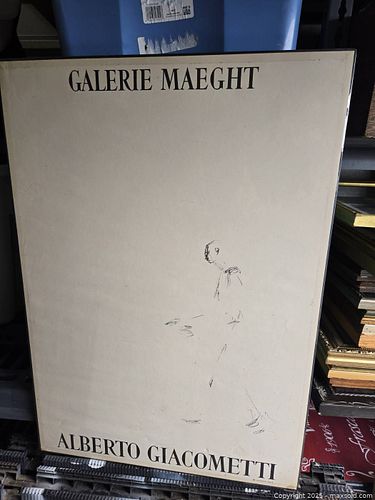 GALERIE MAEGHT
ALBERTO GIACOMETTI
Copyright 2025 - maxsold.com